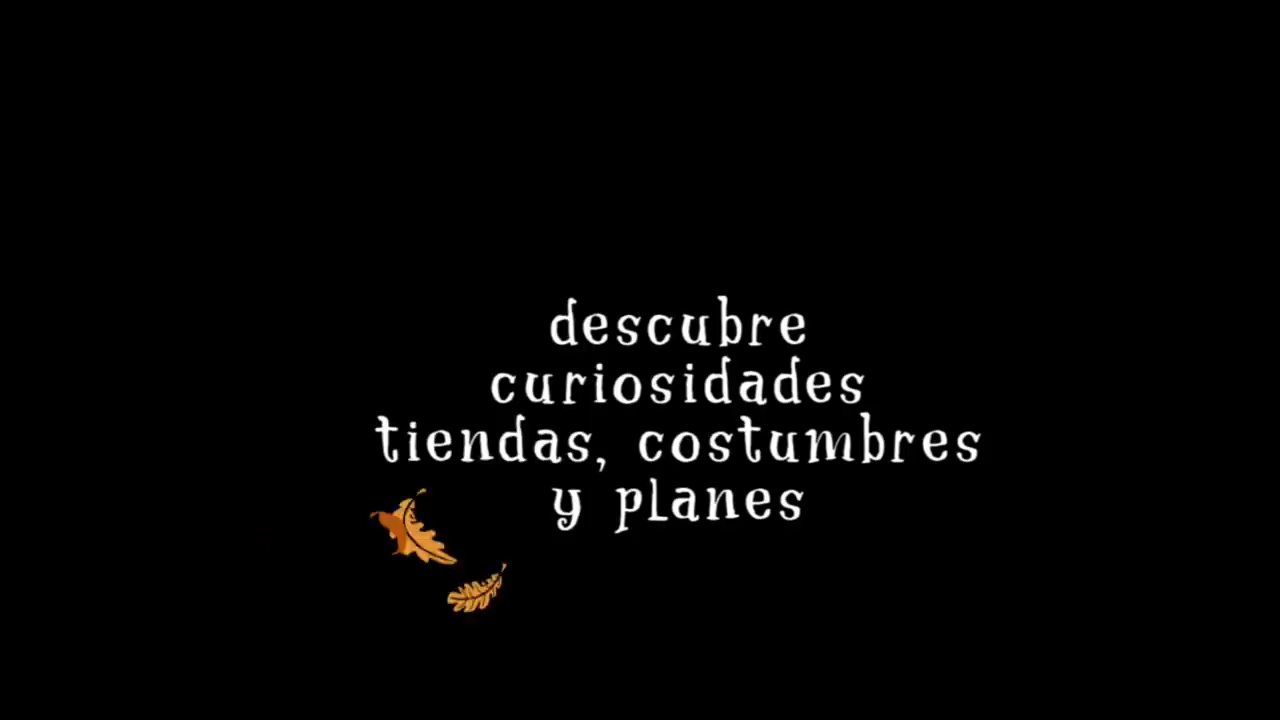 descubre
curiosidades
tiendas, costumbres
y planes